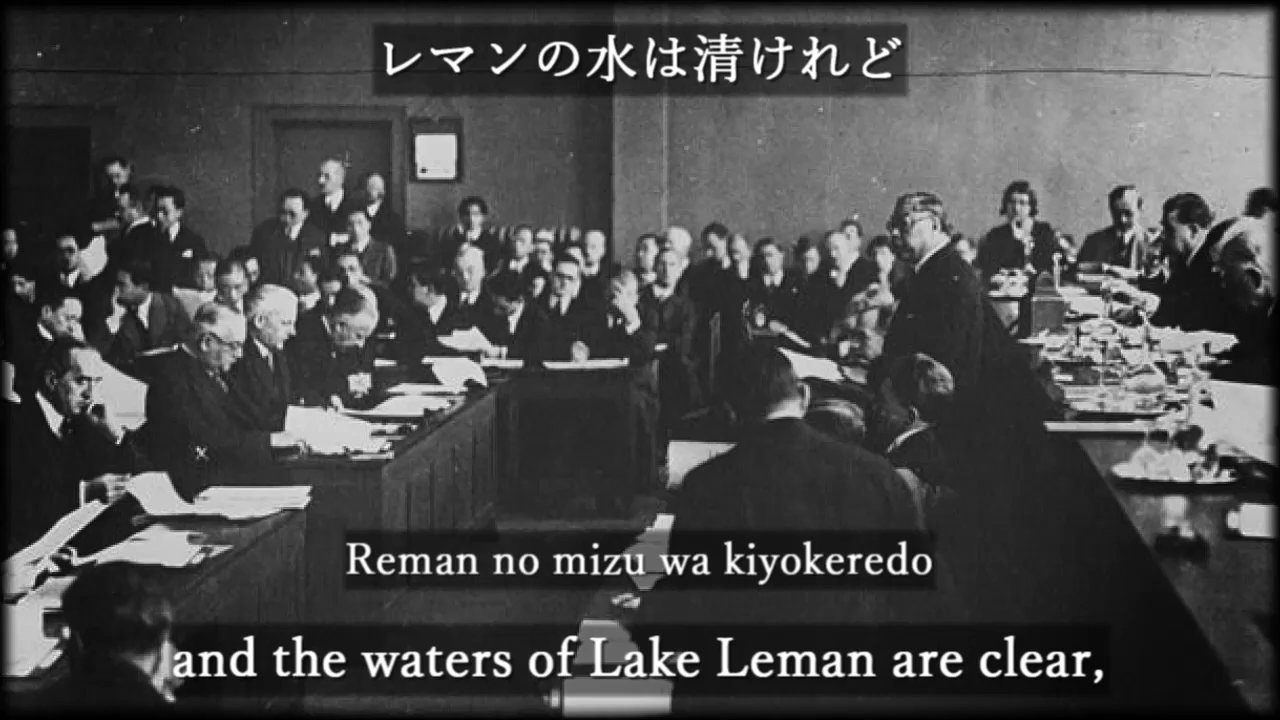 レマンの水は清けれど
Reman no mizu wa kiyokeredo
and the waters of Lake Leman are clear,